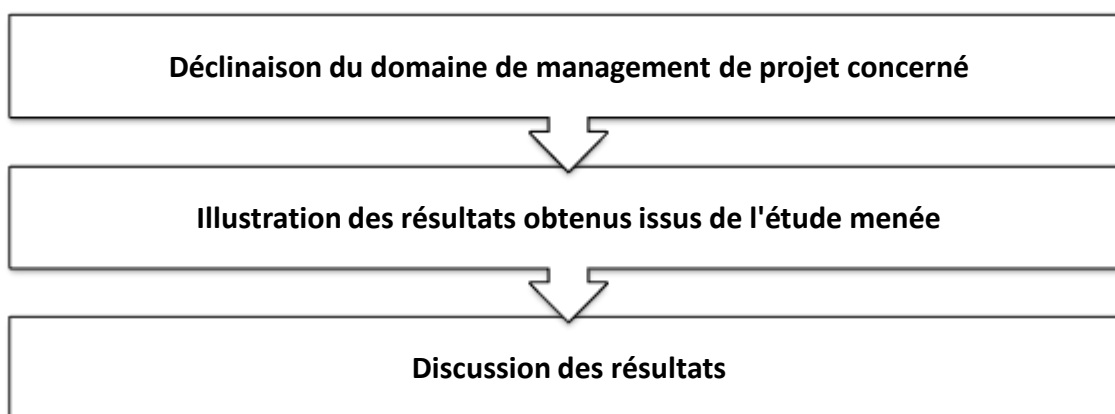 Déclinaison du domaine de management de projet concerné
Illustration des résultats obtenus issus de l'étude menée
Discussion des résultats